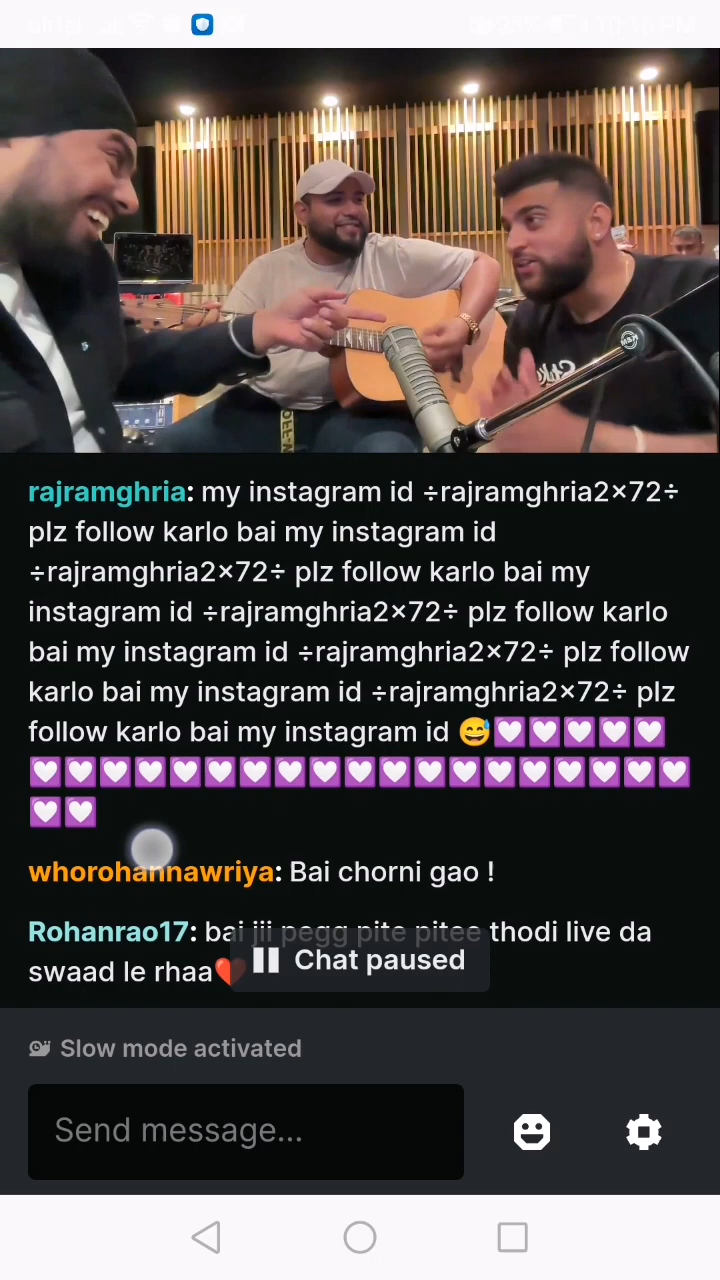 rajramghria: my instagram id ÷rajramghria2×72÷
plz follow karlo bai my instagram id
÷rajramghria2×72÷ plz follow karlo bai my
instagram id ÷rajramghria2×72÷ plz follow karlo
bai my instagram id ÷rajramghria2×72÷ plz follow
karlo bai my instagram id ÷rajramghria2×72÷ plz
follow karlo bai my instagram id 😅💟💟💟💟💟
💟💟💟💟💟💟💟💟💟💟💟💟💟💟💟💟💟💟💟
💟💟
whorohannawriya: Bai chorni gao !
Rohanrao17: bai jii pegg pite pitee thodi live da
swaad le rhaa❤️
Chat paused
Slow mode activated
Send message...